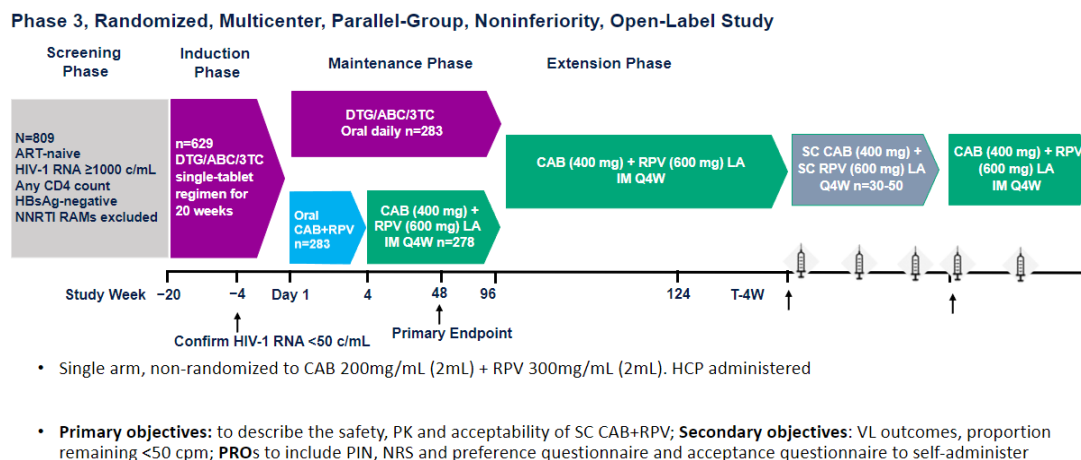 Phase 3, Randomized, Multicenter, Parallel-Group, Noninferiority, Open-Label Study
Screening
Phase
Induction
Phase
Maintenance Phase
Extension Phase
N=809
ART-naive
HIV-1 RNA ≥1000 c/mL
Any CD4 count
HBsAg-negative
NNRTI RAMs excluded
n=629
DTG/ABC/3TC
single-tablet
regimen for
20 weeks
DTG/ABC/3TC
Oral daily n=283
Oral
CAB+RPV
n=283
CAB (400 mg) +
RPV (600 mg) LA
IM Q4W n=278
CAB (400 mg) + RPV (600 mg) LA
IM Q4W
SC CAB (400 mg) +
SC RPV (600 mg) LA
Q4W n=30-50
CAB (400 mg) + RPV
(600 mg) LA
IM Q4W
Study Week −20 −4 Day 1 4 48 96 124 T-4W
Confirm HIV-1 RNA <50 c/mL
Primary Endpoint
• Single arm, non-randomized to CAB 200mg/mL (2mL) + RPV 300mg/mL (2mL). HCP administered
• Primary objectives: to describe the safety, PK and acceptability of SC CAB+RPV; Secondary objectives: VL outcomes, proportion
remaining <50 cpm; PROs to include PIN, NRS and preference questionnaire and acceptance questionnaire to self-administer